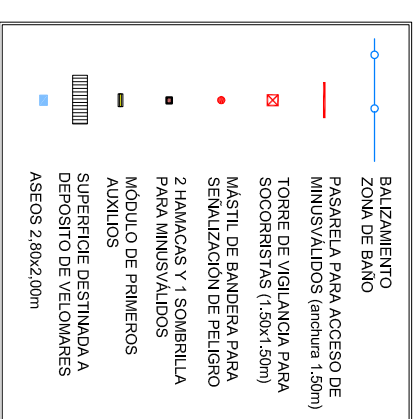 BALIZAMIENTO
ZONA DE BAÑO
PASARELA PARA ACCESO DE
MINUSVÁLIDOS (anchura 1.50m)
TORRE DE VIGILANCIA PARA
SOCORRISTAS (1.50x1.50m)
MÁSTIL DE BANDERA PARA
SEÑALIZACIÓN DE PELIGRO
2 HAMACAS Y 1 SOMBRILLA
PARA MINUSVÁLIDOS
MÓDULO DE PRIMEROS
AUXILIOS
SUPERFICIE DESTINADA A
DEPOSITO DE VELOMARES
ASEOS 2,80x2,00m